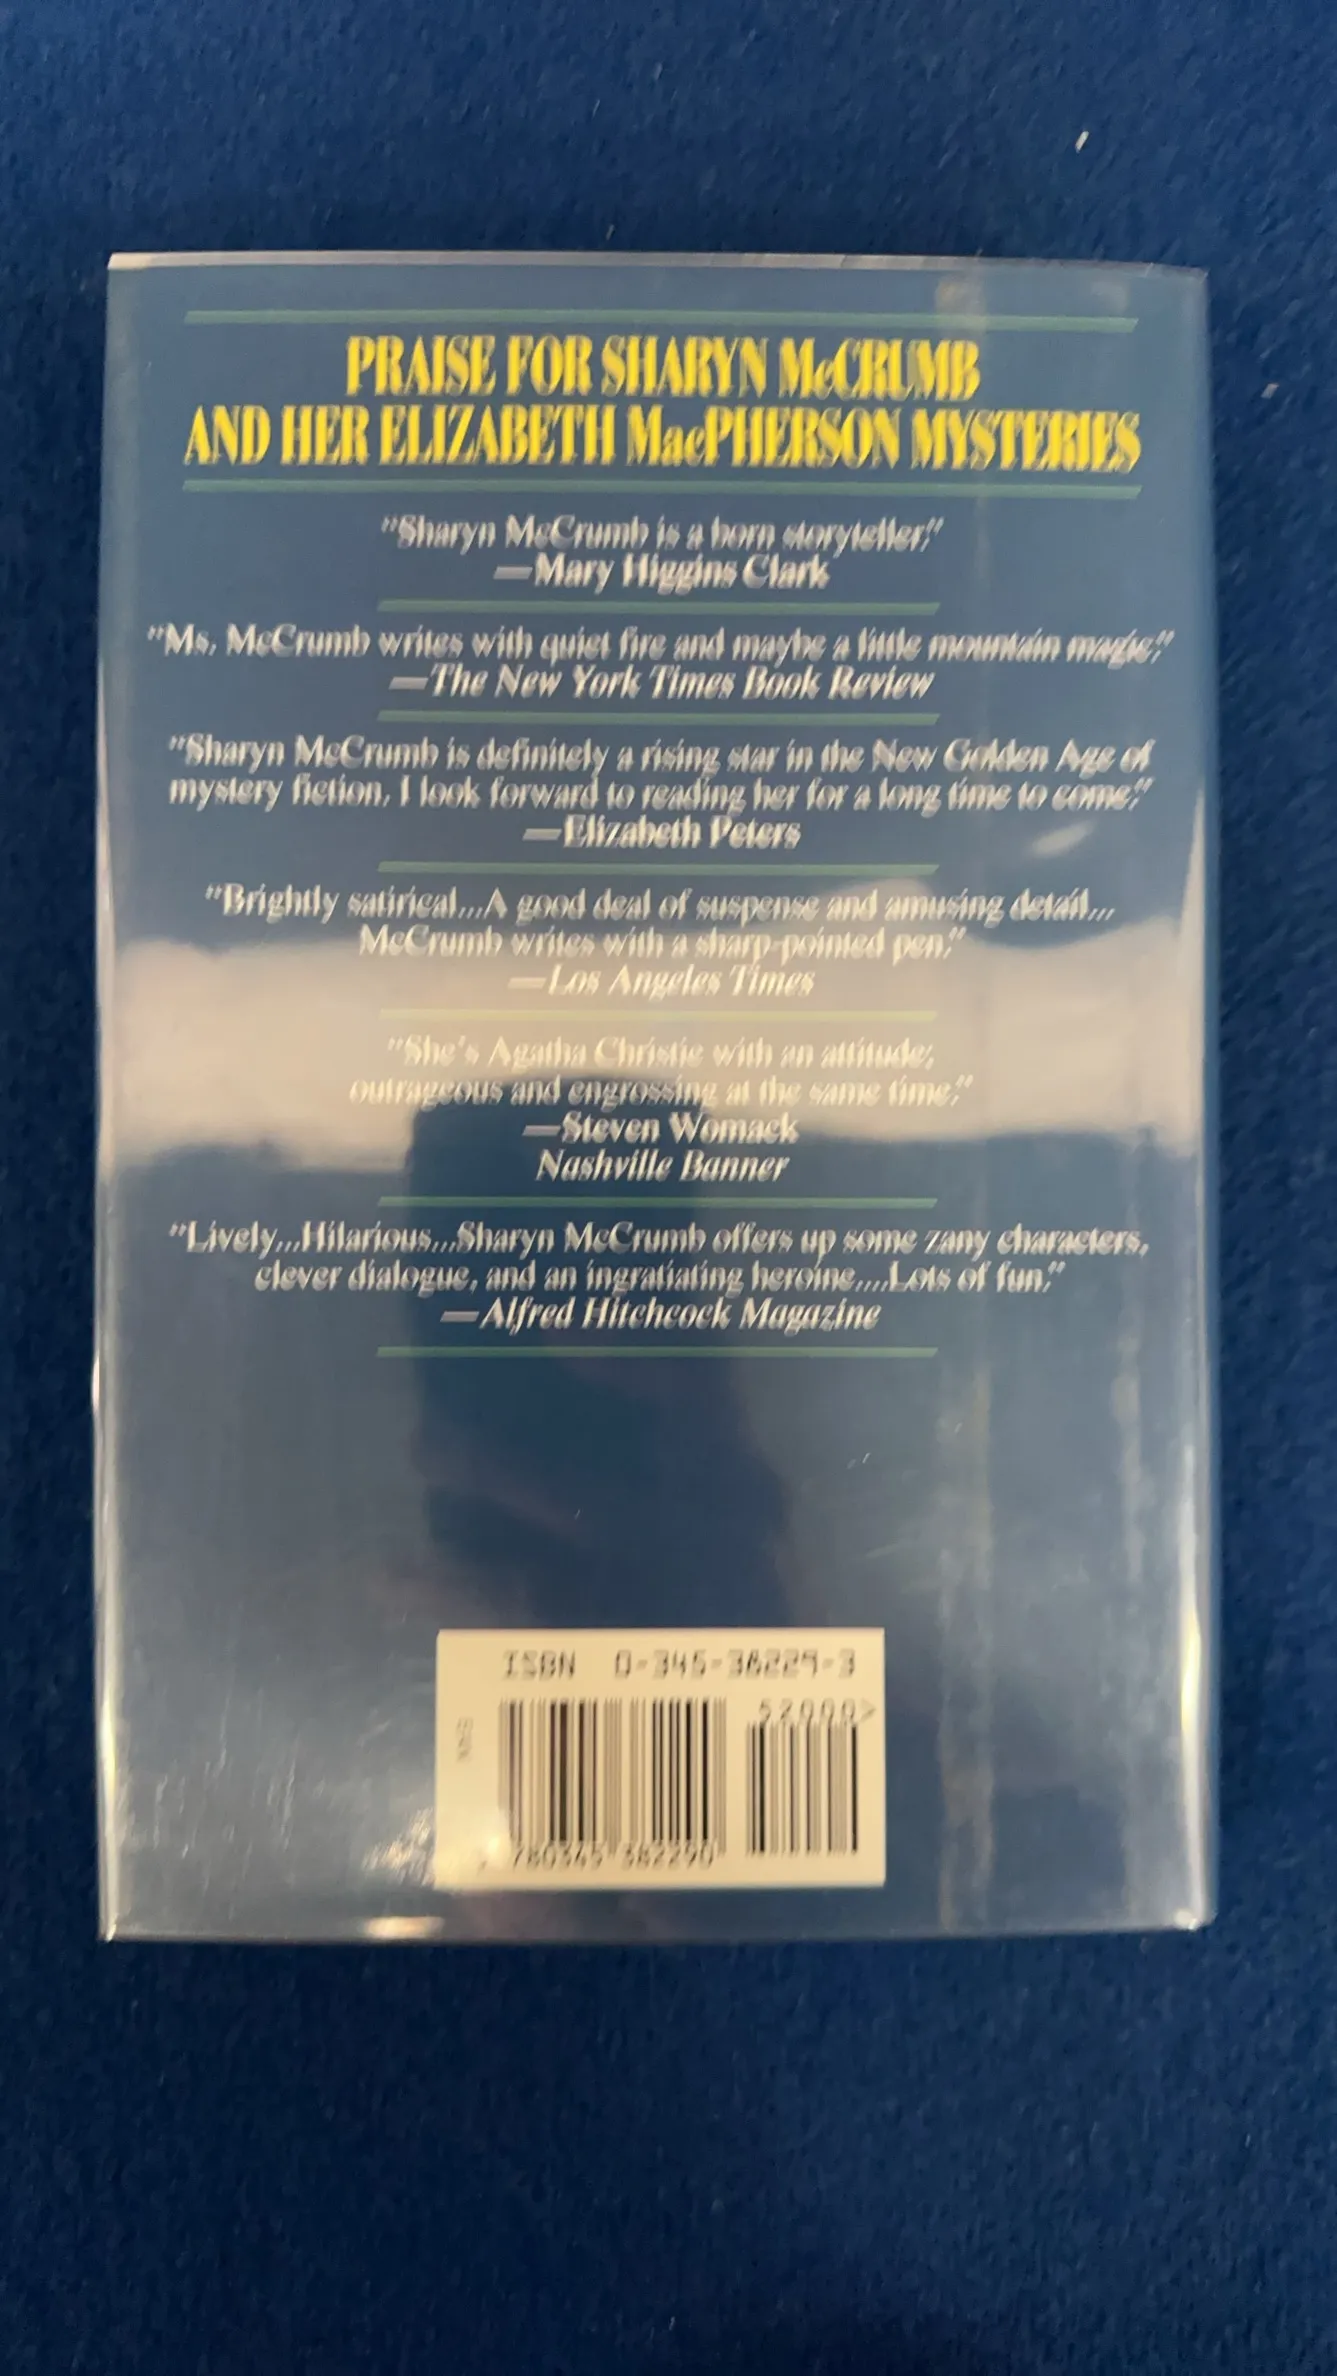 PRAISE FOR SHARYN McCRUMB
AND HER ELIZABETH MacPHERSON MYSTERIES
"Sharyn McCrumb is a born storyteller."
—Mary Higgins Clark
"Ms. McCrumb writes with quiet fire and maybe a little mountain magic."
—The New York Times Book Review
"Sharyn McCrumb is definitely a rising star in the New Golden Age of
mystery fiction. I look forward to reading her for a long time to come."
—Elizabeth Peters
"Brightly satirical...A good deal of suspense and amusing detail...
McCrumb writes with a sharp-pointed pen."
—Los Angeles Times
"She's Agatha Christie with an attitude;
outrageous and engrossing at the same time."
—Steven Womack
Nashville Banner
"Lively...Hilarious...Sharyn McCrumb offers up some zany characters,
clever dialogue, and an ingratiating heroine....Lots of fun."
—Alfred Hitchcock Magazine
ISBN 0-345-38229-3
52000>
780345 382290